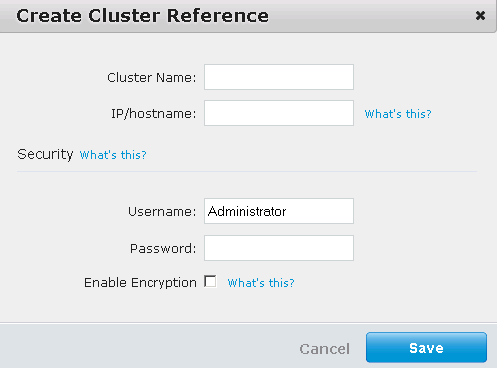 Create Cluster Reference ✖
Cluster Name:
IP/hostname: What's this?
Security What's this?
Username: Administrator
Password:
Enable Encryption What's this?
Cancel Save